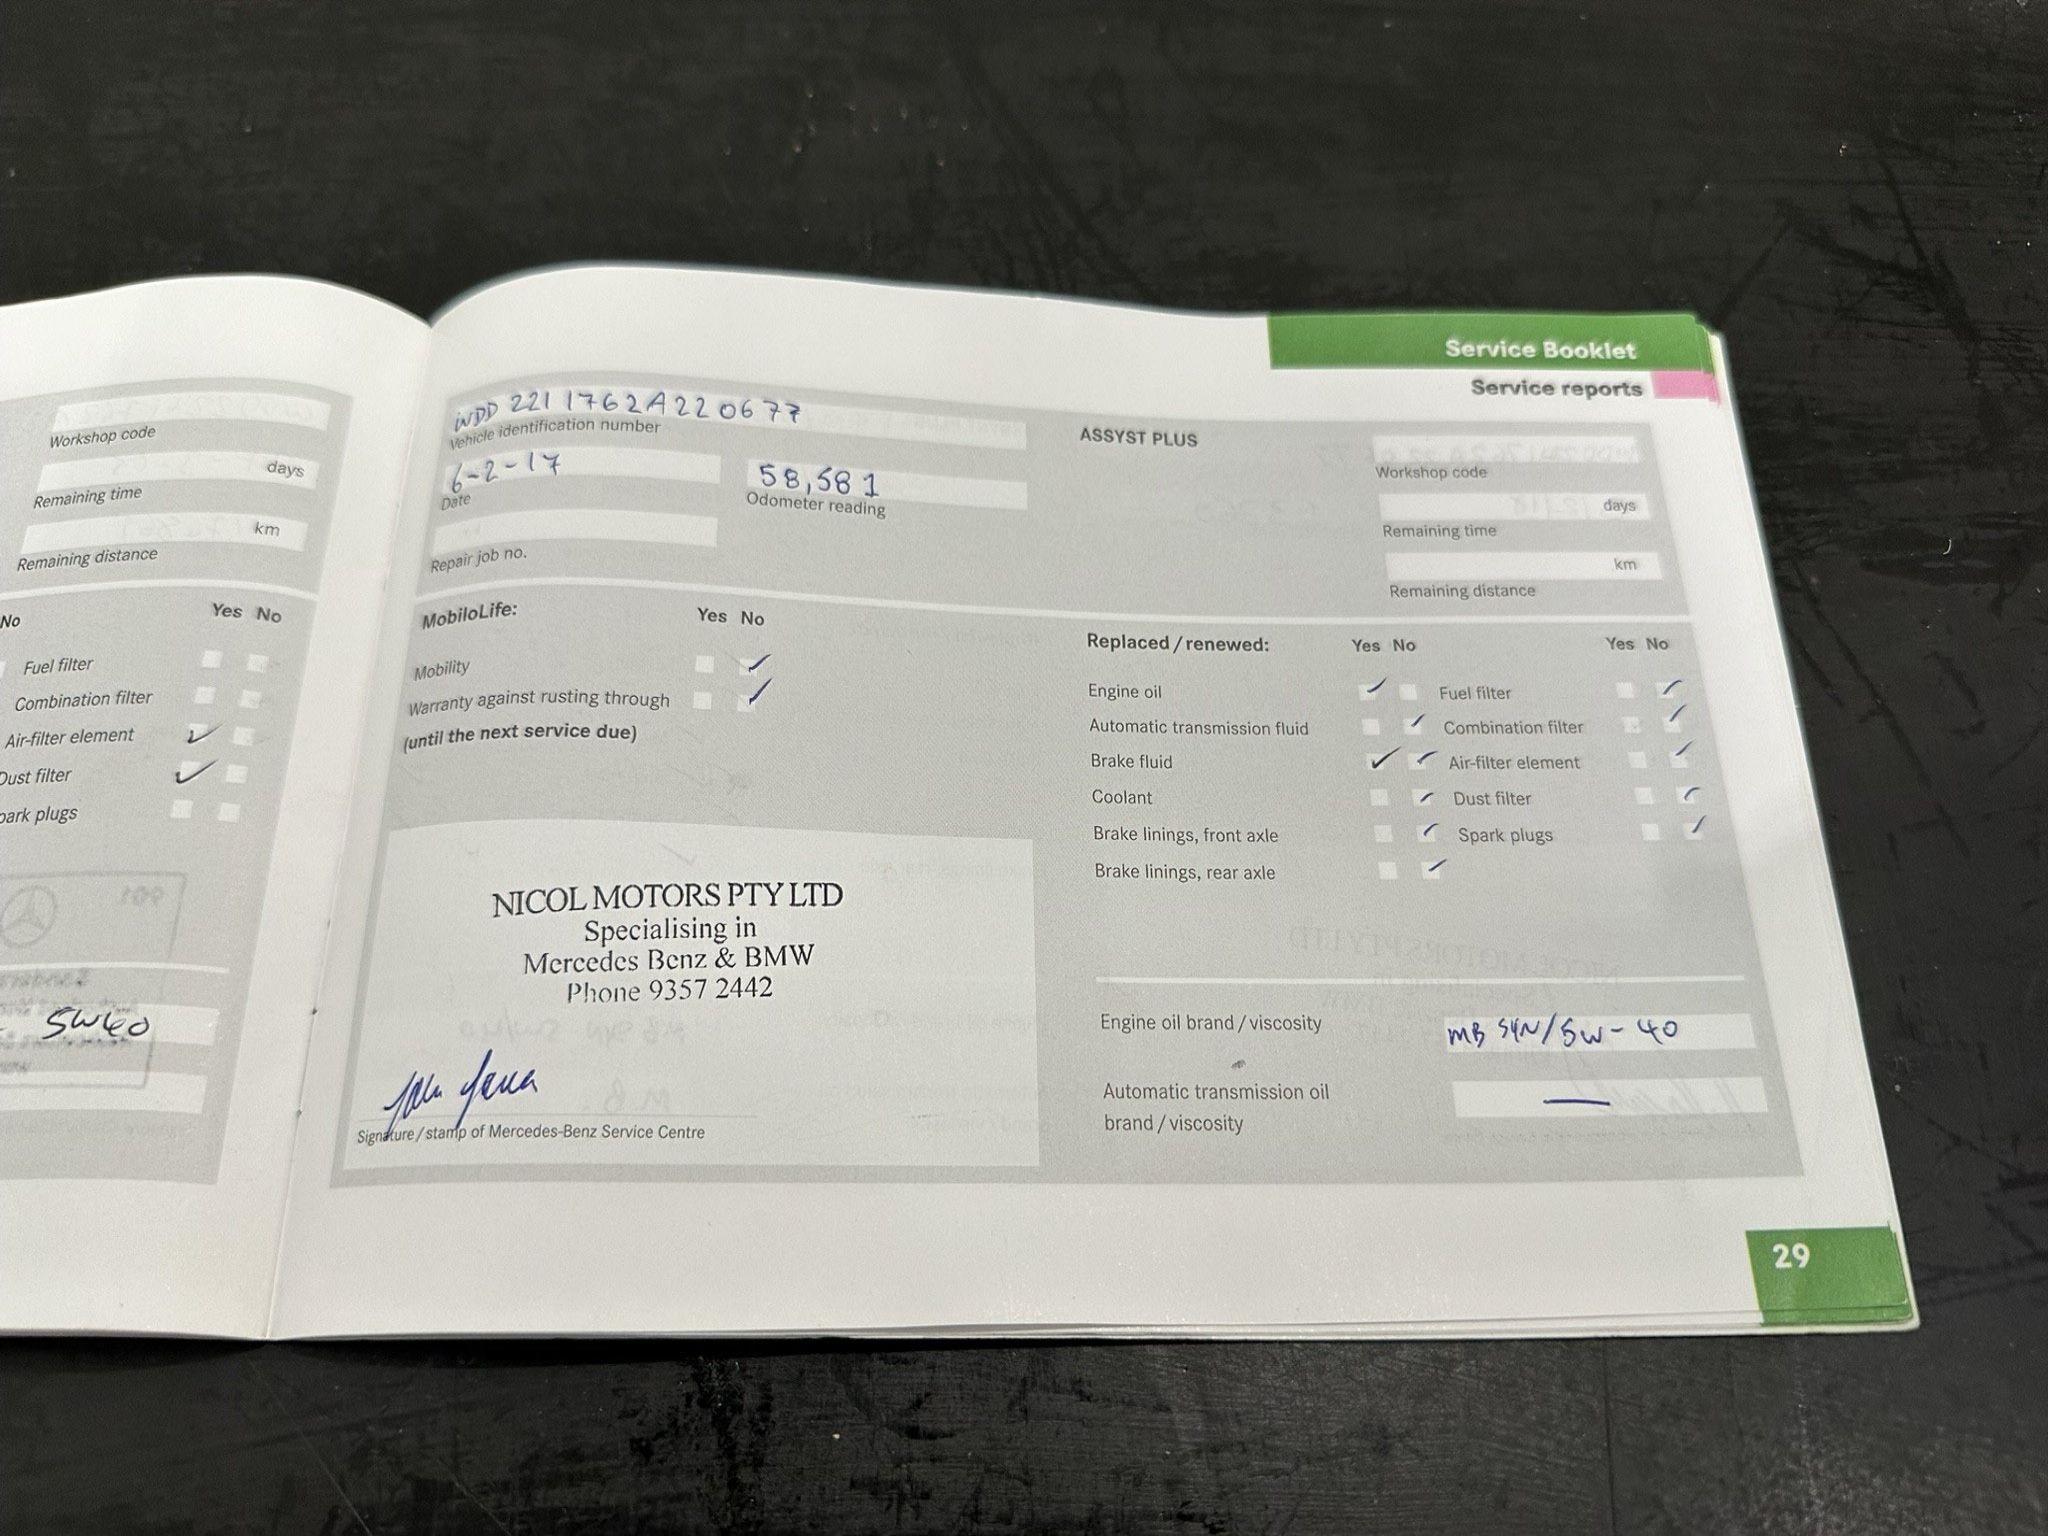 Workshop code
days
Remaining time
km
Remaining distance
No
Yes No
Fuel filter
Combination filter
Air-filter element
Dust filter
park plugs
5W40
Service Booklet
Service reports
WDD 2211762A220677
Vehicle identification number
6-2-17
Date
58,581
Odometer reading
Repair job no.
ASSYST PLUS
Workshop code
days
Remaining time
km
Remaining distance
MobiloLife:
Yes No
Mobility
Warranty against rusting through
(until the next service due)
NICOL MOTORS PTY LTD
Specialising in
Mercedes Benz & BMW
Phone 9357 2442
Signature / stamp of Mercedes-Benz Service Centre
Replaced / renewed:
Yes No
Yes No
Engine oil
Fuel filter
Automatic transmission fluid
Combination filter
Brake fluid
Air-filter element
Coolant
Dust filter
Brake linings, front axle
Spark plugs
Brake linings, rear axle
Engine oil brand / viscosity
MB SYN/5W-40
Automatic transmission oil
brand / viscosity
—
29